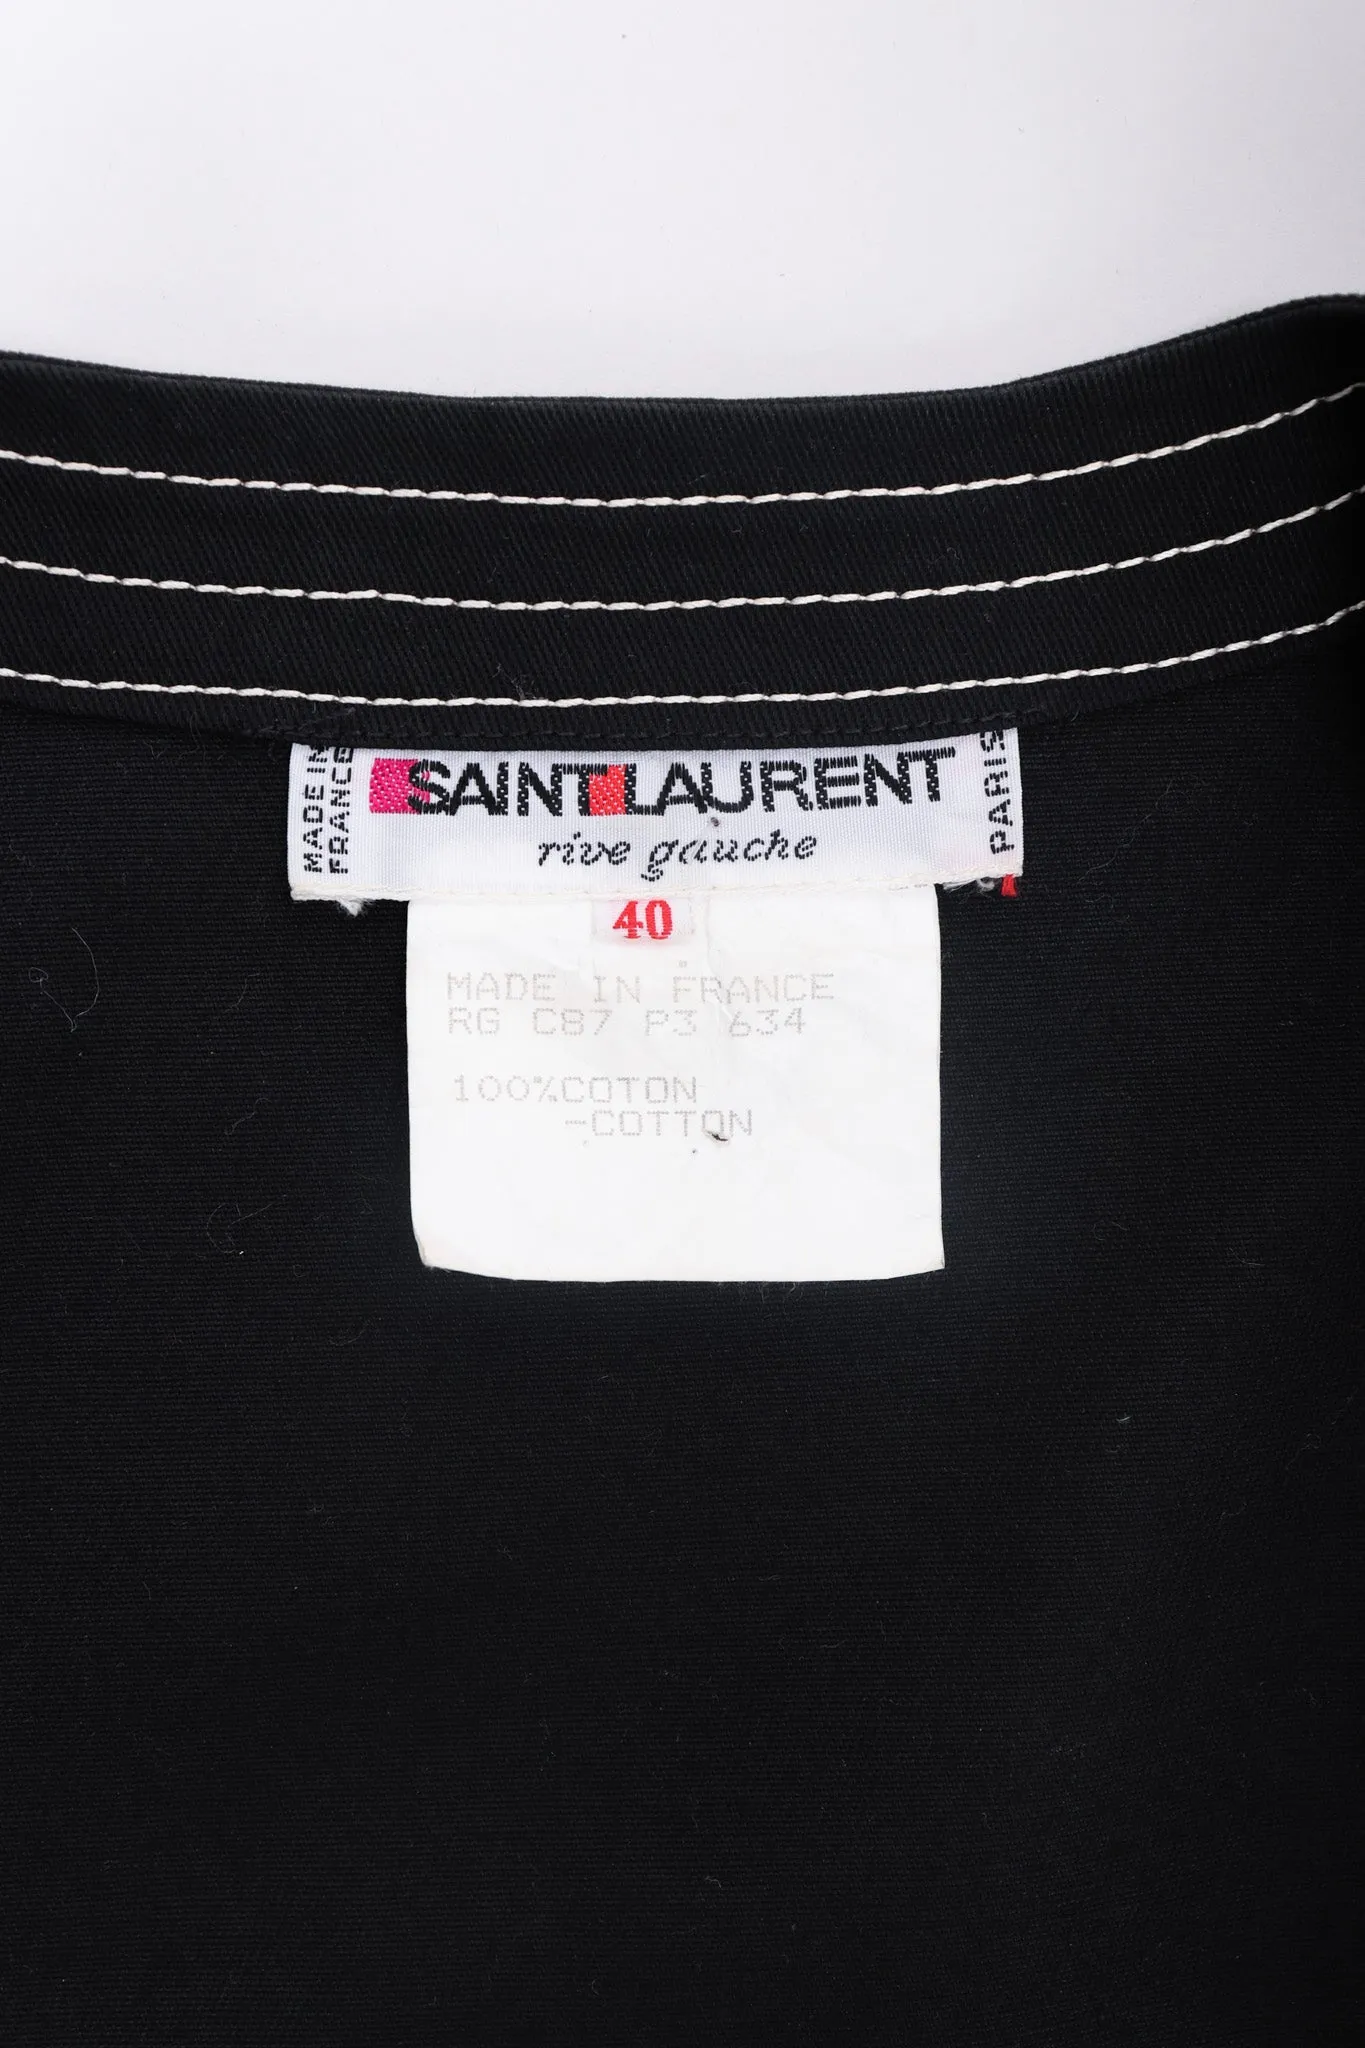 MADE IN
FRANCE
SAINT LAURENT
rive gauche
PARIS
40
MADE IN FRANCE
RG C87 P3 634
100%COTON
-COTTON